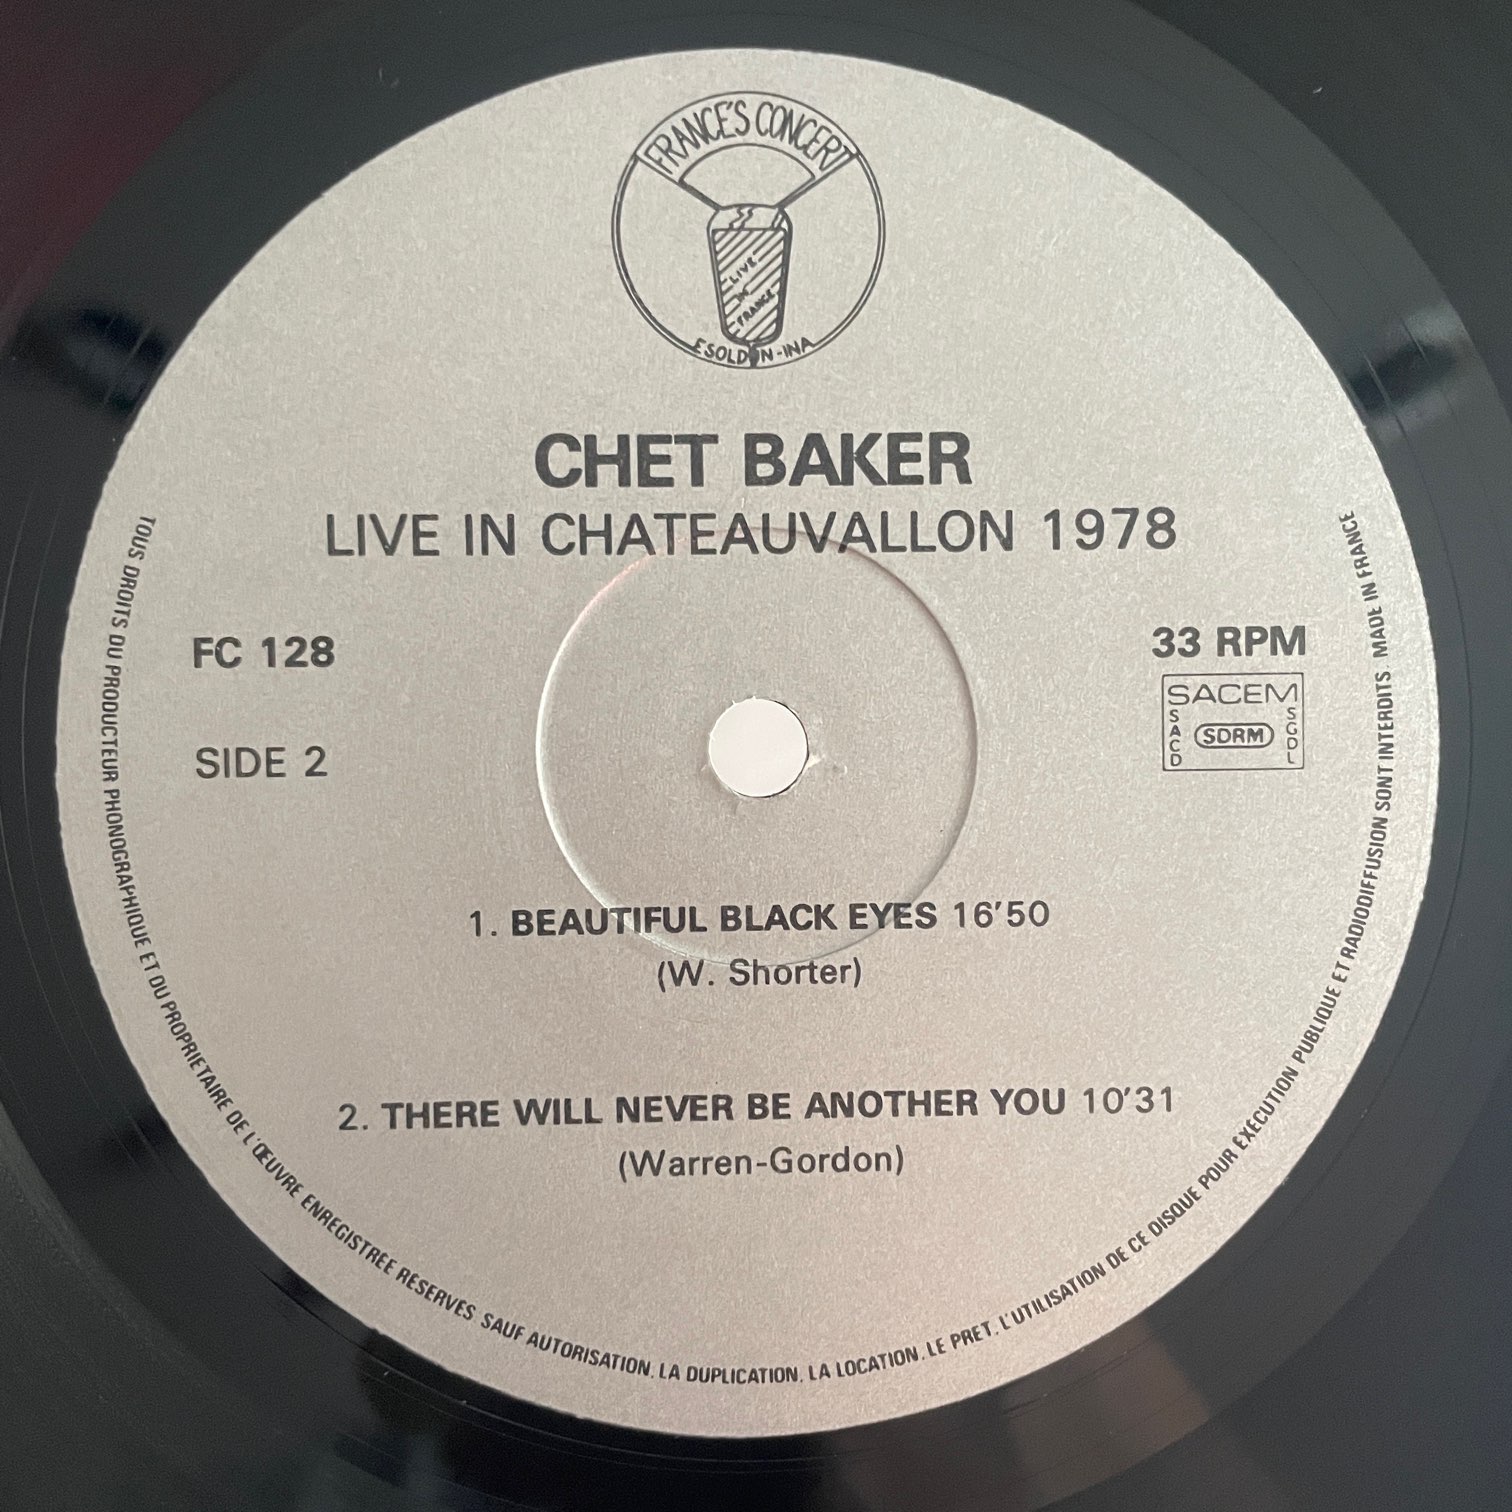 FRANCE'S CONCERT
LIVE
IN
FRANCE
ESOLDUN-INA
CHET BAKER
LIVE IN CHATEAUVALLON 1978
FC 128
33 RPM
SACEM
SACD
SDRM
SGDL
SIDE 2
1. BEAUTIFUL BLACK EYES 16'50
(W. Shorter)
2. THERE WILL NEVER BE ANOTHER YOU 10'31
(Warren-Gordon)
TOUS DROITS DU PRODUCTEUR PHONOGRAPHIQUE ET DU PROPRIETAIRE DE L'ŒUVRE ENREGISTRÉE RÉSERVÉS. SAUF AUTORISATION. LA DUPLICATION. LA LOCATION. LE PRET. L'UTILISATION DE CE DISQUE POUR EXÉCUTION PUBLIQUE ET RADIODIFFUSION SONT INTERDITS. MADE IN FRANCE